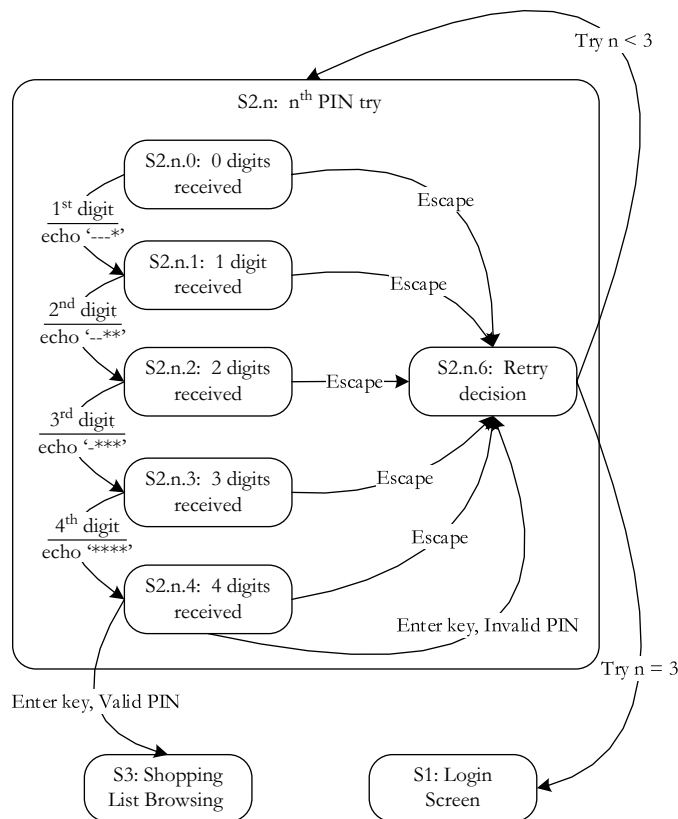 Try n < 3
S2.n: nth PIN try
S2.n.0: 0 digits
received
Escape
1st digit
echo ‘---*’
S2.n.1: 1 digit
received
Escape
2nd digit
echo ‘--**’
S2.n.2: 2 digits
received
Escape
S2.n.6: Retry
decision
3rd digit
echo ‘-***’
S2.n.3: 3 digits
received
Escape
4th digit
echo ‘****’
Escape
S2.n.4: 4 digits
received
Enter key, Invalid PIN
Try n = 3
Enter key, Valid PIN
S3: Shopping
List Browsing
S1: Login
Screen